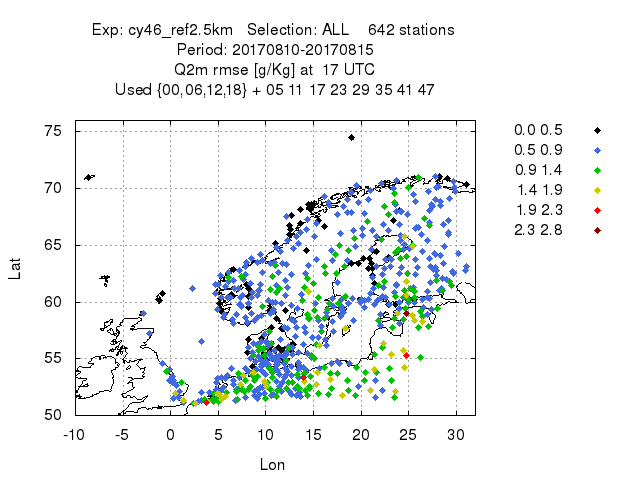 Exp: cy46_ref2.5km Selection: ALL 642 stations
Period: 20170810-20170815
Q2m rmse [g/Kg] at 17 UTC
Used {00,06,12,18} + 05 11 17 23 29 35 41 47
0.0 0.5
0.5 0.9
0.9 1.4
1.4 1.9
1.9 2.3
2.3 2.8
75
70
65
60
55
50
Lat
-10 -5 0 5 10 15 20 25 30
Lon